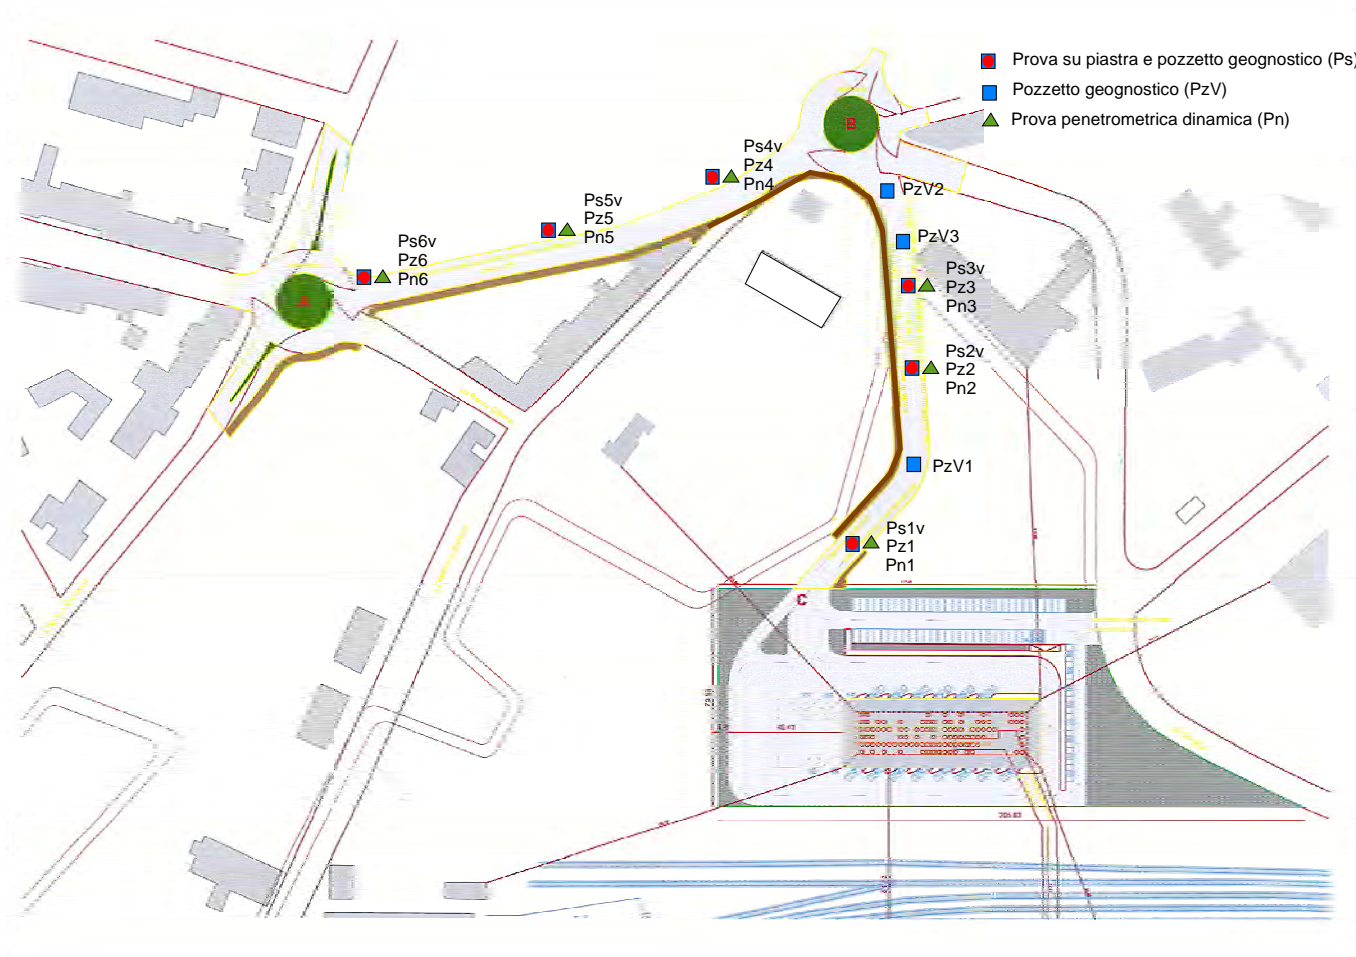 Prova su piastra e pozzetto geognostico (Ps)
Pozzetto geognostico (PzV)
Prova penetrometrica dinamica (Pn)
B
Ps4v
Pz4
Pn4
PzV2
Ps5v
Pz5
Pn5
PzV3
Ps6v
Pz6
Pn6
Ps3v
Pz3
Pn3
A
Ps2v
Pz2
Pn2
PzV1
Ps1v
Pz1
Pn1
C